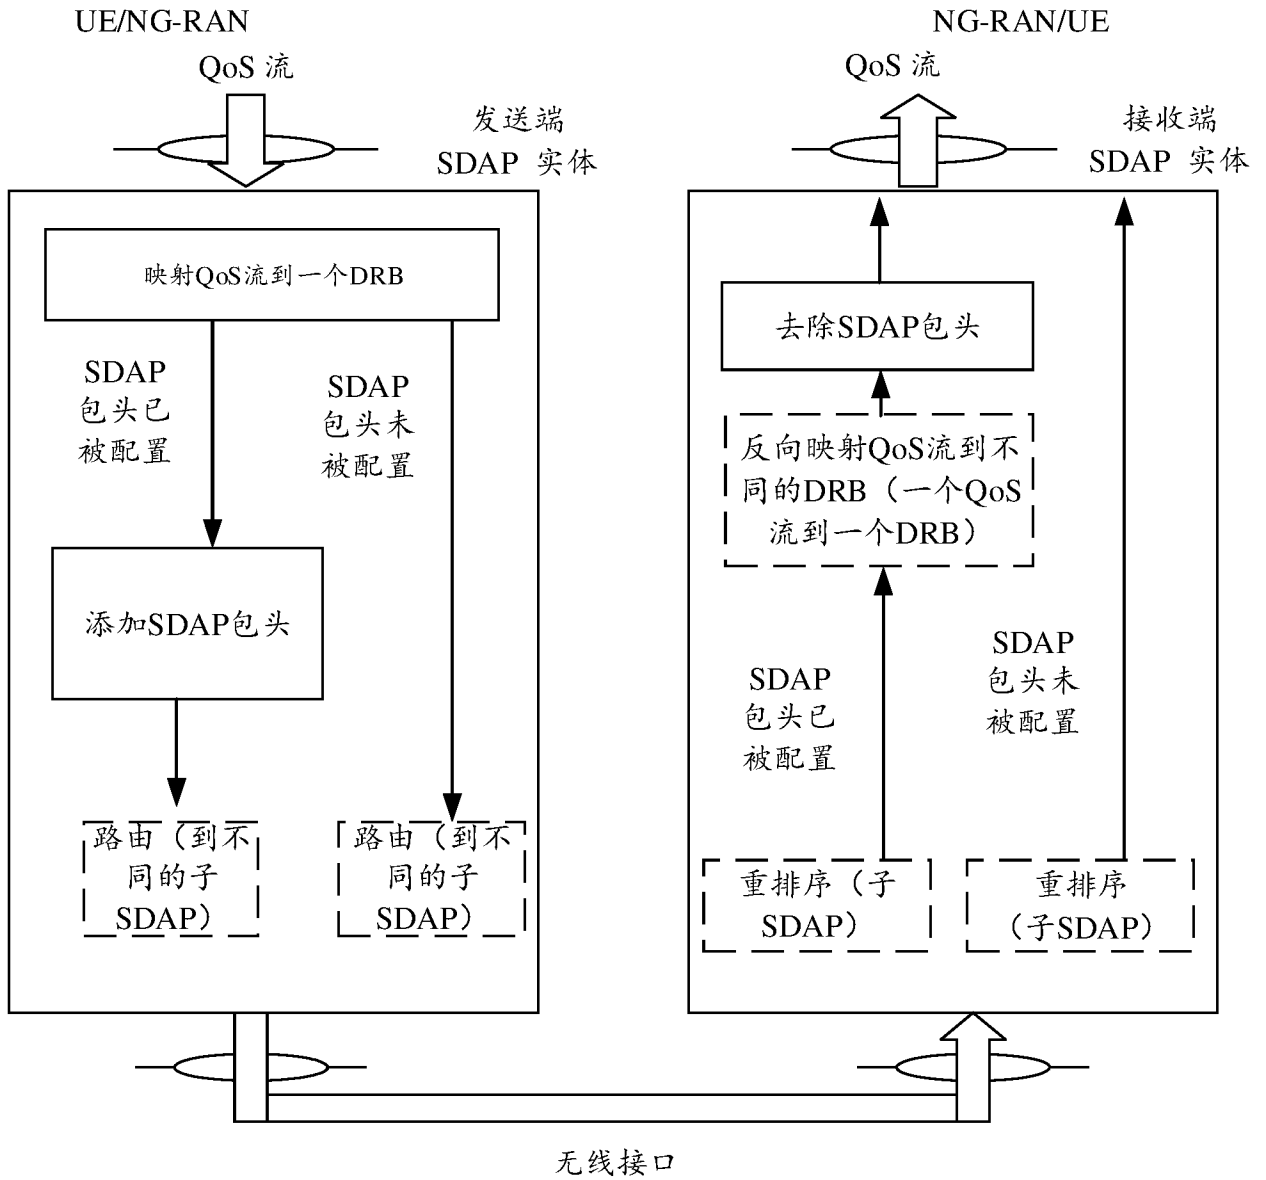 UE/NG-RAN
QoS 流
发送端
SDAP 实体
映射QoS流到一个DRB
SDAP
包头已
被配置
SDAP
包头未
被配置
添加SDAP包头
路由（到不
同的子
SDAP）
路由（到不
同的子
SDAP）
NG-RAN/UE
QoS 流
接收端
SDAP 实体
去除SDAP包头
反向映射QoS流到不
同的DRB（一个QoS
流到一个DRB）
SDAP
包头已
被配置
SDAP
包头未
被配置
重排序（子
SDAP）
重排序
（子SDAP）
无线接口